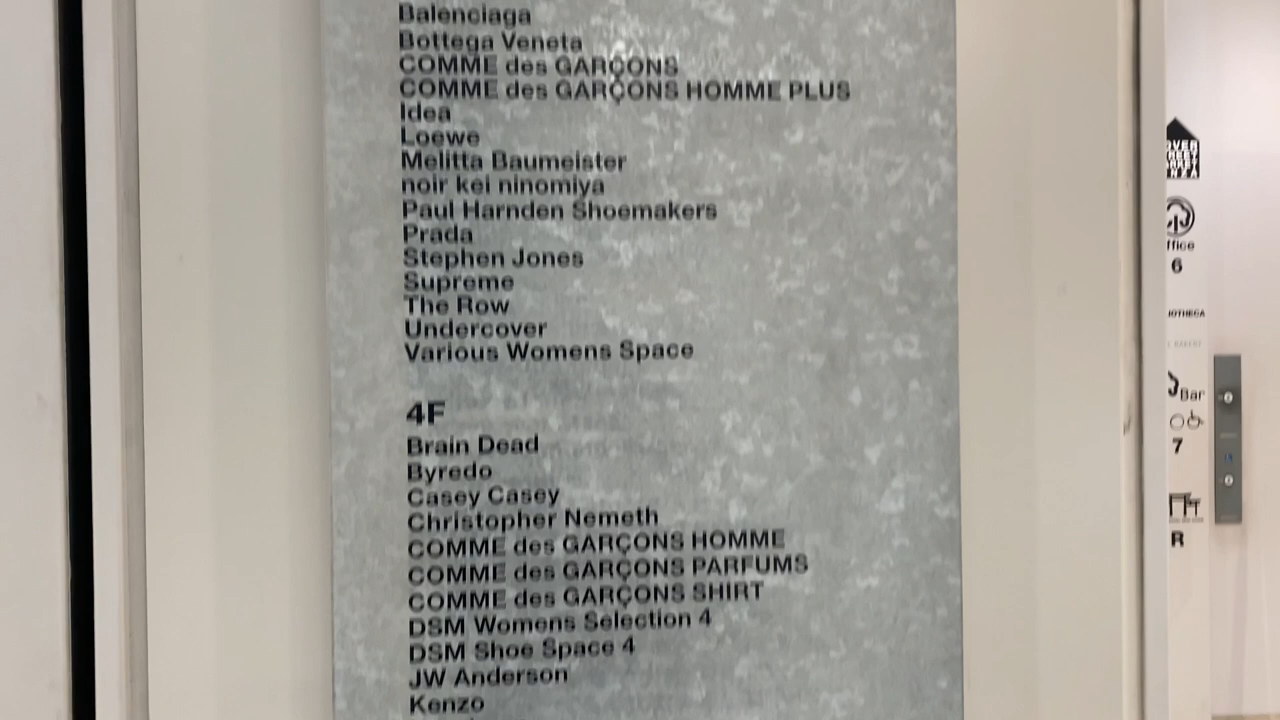 Balenciaga
Bottega Veneta
COMME des GARÇONS
COMME des GARÇONS HOMME PLUS
Idea
Loewe
Melitta Baumeister
noir kei ninomiya
Paul Harnden Shoemakers
Prada
Stephen Jones
Supreme
The Row
Undercover
Various Womens Space
4F
Brain Dead
Byredo
Casey Casey
Christopher Nemeth
COMME des GARÇONS HOMME
COMME des GARÇONS PARFUMS
COMME des GARÇONS SHIRT
DSM Womens Selection 4
DSM Shoe Space 4
JW Anderson
Kenzo
ffice
6
Bar
7
R